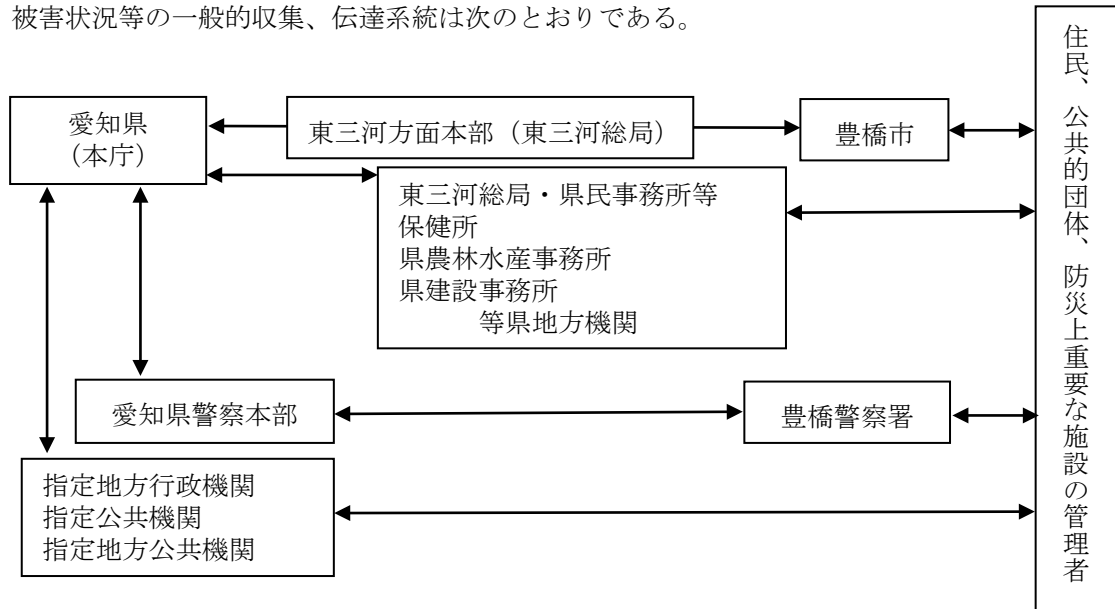 被害状況等の一般的収集、伝達系統は次のとおりである。
愛知県
（本庁）
東三河方面本部（東三河総局）
豊橋市
東三河総局・県民事務所等
保健所
県農林水産事務所
県建設事務所
等県地方機関
愛知県警察本部
豊橋警察署
指定地方行政機関
指定公共機関
指定地方公共機関
住民、公共的団体、防災上重要な施設の管理者